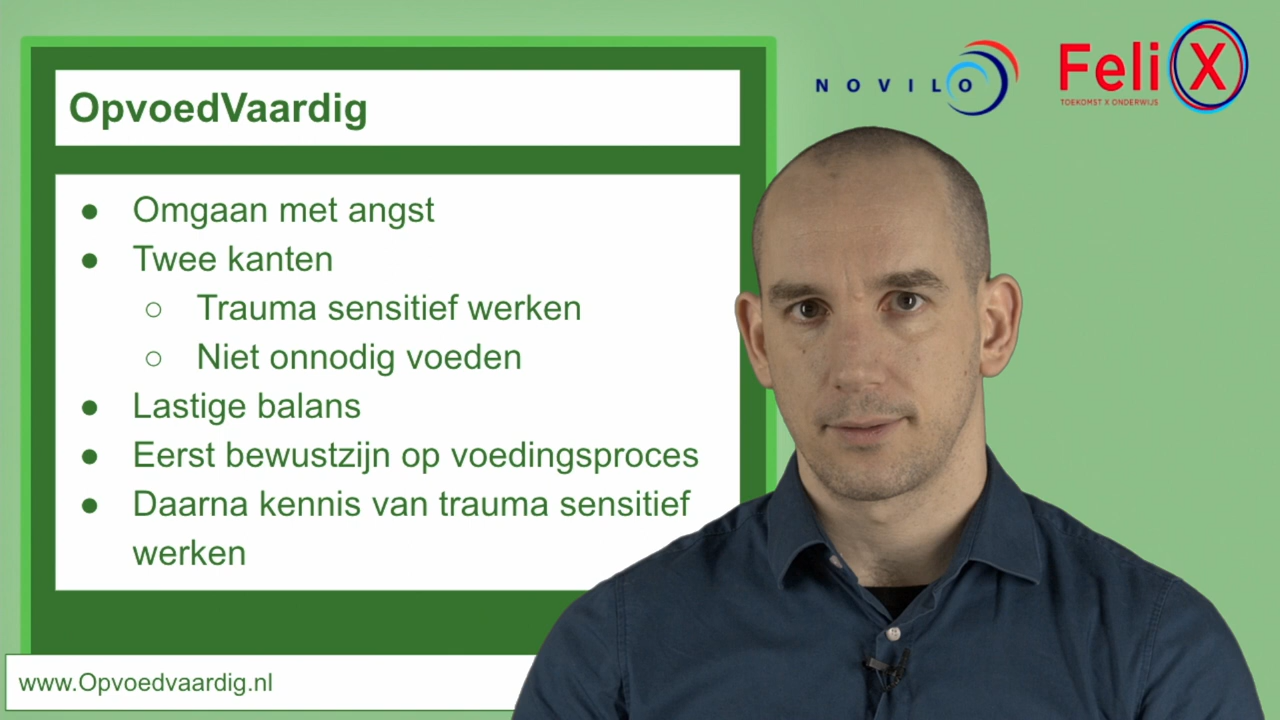 OpvoedVaardig
● Omgaan met angst
● Twee kanten
○ Trauma sensitief werken
○ Niet onnodig voeden
● Lastige balans
● Eerst bewustzijn op voedingsproces
● Daarna kennis van trauma sensitief
werken
www.Opvoedvaardig.nl
NOVILO
FeliX
TOEKOMST X ONDERWIJS